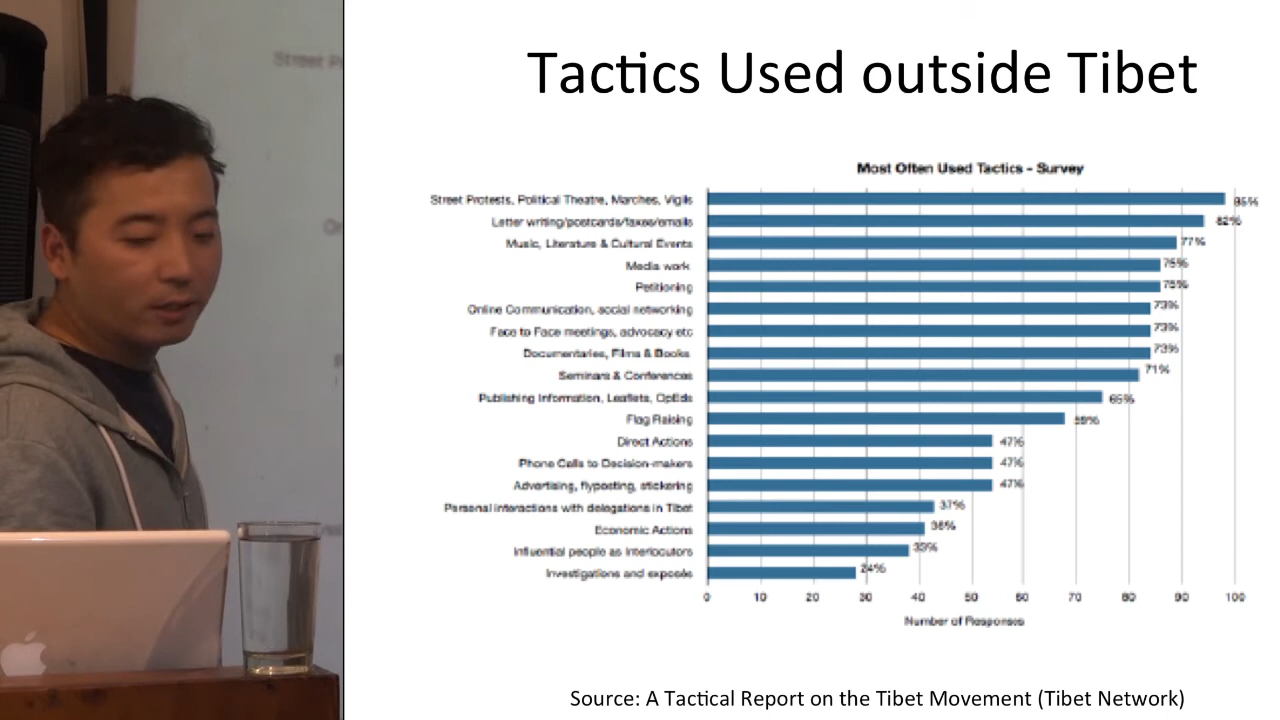 Tactics Used outside Tibet
Most Often Used Tactics - Survey
Street Protests, Political Theatre, Marches, Vigils 85%
Letter writing/postcards/faxes/emails 82%
Music, Literature & Cultural Events 77%
Media work 75%
Petitioning 75%
Online Communication, social networking 73%
Face to Face meetings, advocacy etc 73%
Documentaries, Films & Books 73%
Seminars & Conferences 71%
Publishing Information, Leaflets, OpEds 65%
Flag Raising 59%
Direct Actions 47%
Phone Calls to Decision-makers 47%
Advertising, flyposting, stickering 47%
Personal interactions with delegations in Tibet 37%
Economic Actions 36%
Influential people as Interlocutors 33%
Investigations and exposés 24%
0 10 20 30 40 50 60 70 80 90 100
Number of Responses
Source: A Tactical Report on the Tibet Movement (Tibet Network)